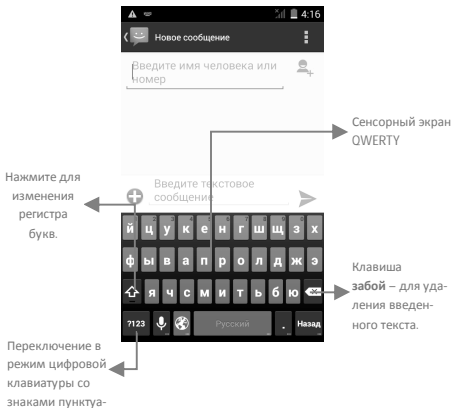 4:16
Новое сообщение
Введите имя человека или
номер
Сенсорный экран
QWERTY
Нажмите для
изменения
регистра
букв.
Введите текстовое
сообщение
й ц у к е н г ш щ з х
ф ы в а п р о л д ж э
я ч с м и т ь б ю
?123 Русский . Назад
Клавиша
забой – для уда-
ления введен-
ного текста.
Переключение в
режим цифровой
клавиатуры со
знаками пунктуа-